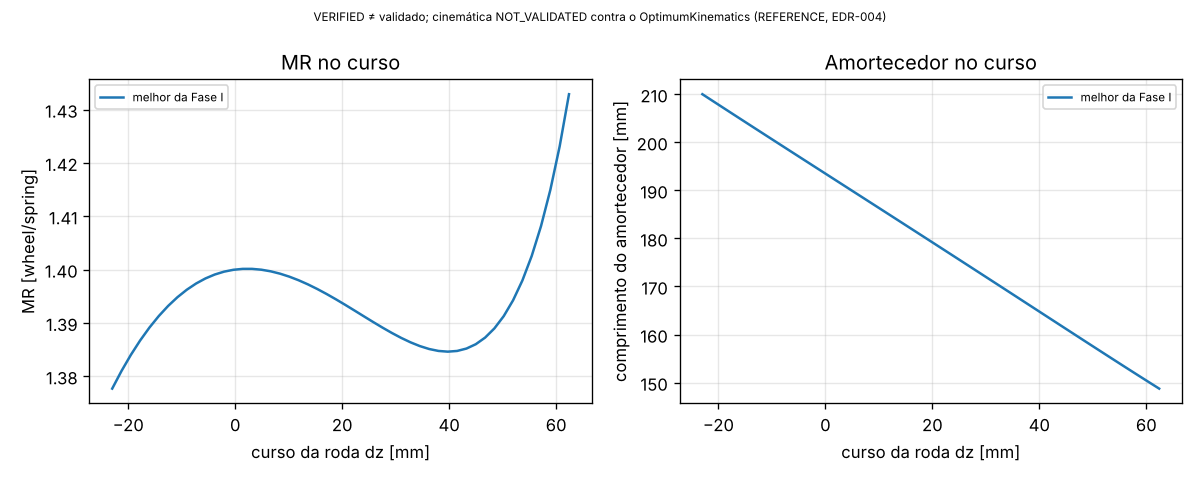 VERIFIED ≠ validado; cinemática NOT_VALIDATED contra o OptimumKinematics (REFERENCE, EDR-004)
MR no curso
MR [wheel/spring]
melhor da Fase I
1.43
1.42
1.41
1.40
1.39
1.38
−20
0
20
40
60
curso da roda dz [mm]
Amortecedor no curso
comprimento do amortecedor [mm]
melhor da Fase I
210
200
190
180
170
160
150
−20
0
20
40
60
curso da roda dz [mm]